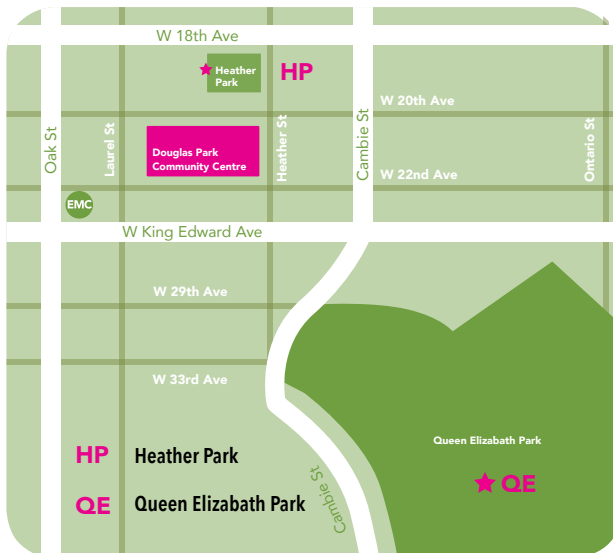 W 18th Ave
Heather
Park
HP
W 20th Ave
Oak St
Laurel St
Heather St
Cambie St
Ontario St
Douglas Park
Community Centre
W 22nd Ave
EMC
W King Edward Ave
W 29th Ave
W 33rd Ave
Queen Elizabath Park
HP Heather Park
QE
QE Queen Elizabath Park
Cambie St